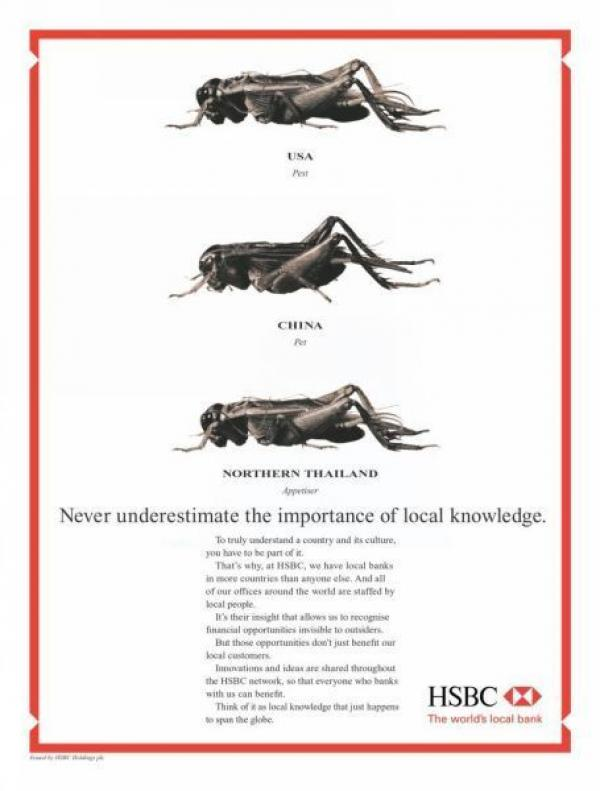 USA
Pest
CHINA
Pet
NORTHERN THAILAND
Appetiser
Never underestimate the importance of local knowledge.
To truly understand a country and its culture,
you have to be part of it.
That's why, at HSBC, we have local banks
in more countries than anyone else. And all
of our offices around the world are staffed by
local people.
It's their insight that allows us to recognise
financial opportunities invisible to outsiders.
But those opportunities don't just benefit our
local customers.
Innovations and ideas are shared throughout
the HSBC network, so that everyone who banks
with us can benefit.
Think of it as local knowledge that just happens
to span the globe.
HSBC
The world's local bank
Issued by HSBC Holdings plc